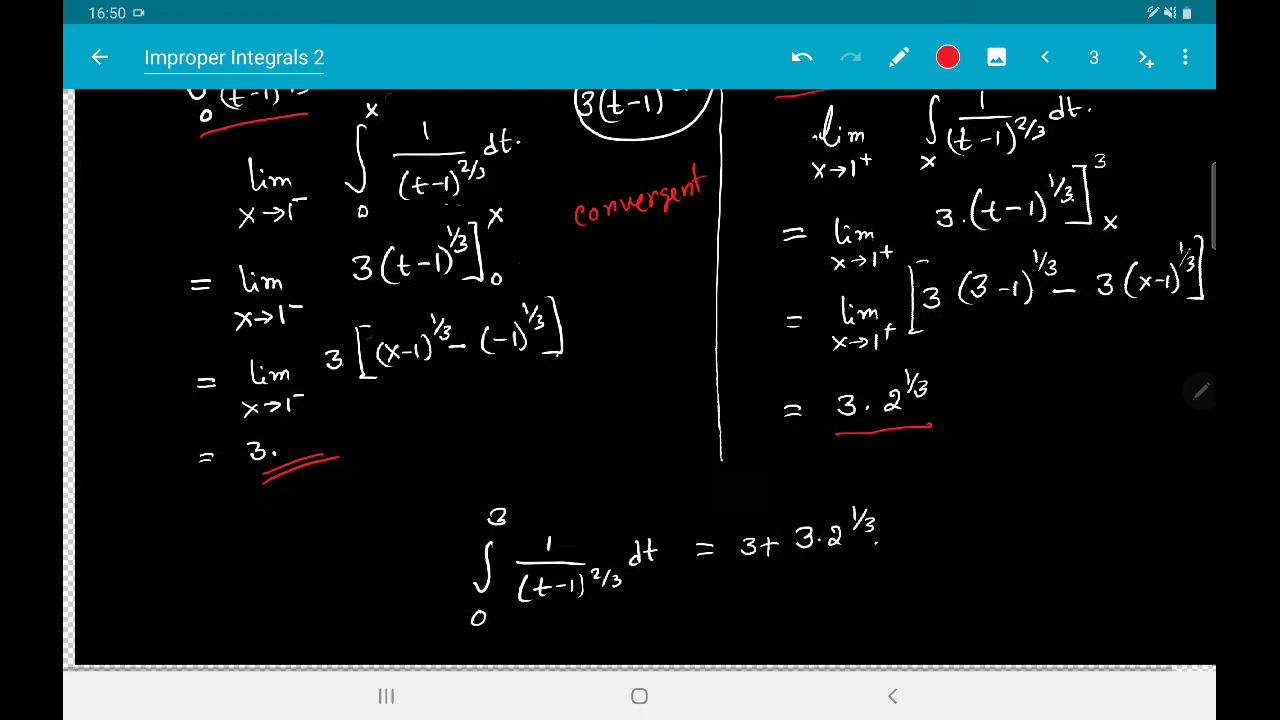 16:50
Improper Integrals 2
3
0 (t-1)
lim x→1⁻ ∫₀ˣ 1/(t-1)^{2/3} dt.
= lim x→1⁻ 3(t-1)^{1/3}]₀ˣ
= lim x→1⁻ 3[(x-1)^{1/3} - (-1)^{1/3}]
= 3.
3(t-1)
convergent
lim x→1⁺ ∫ₓ 1/(t-1)^{2/3} dt.
= lim x→1⁺ 3.(t-1)^{1/3}]ₓ³
= lim x→1⁺ [3(3-1)^{1/3} - 3(x-1)^{1/3}]
= 3. 2^{1/3}
∫₀³ 1/(t-1)^{2/3} dt = 3+ 3.2^{1/3}.